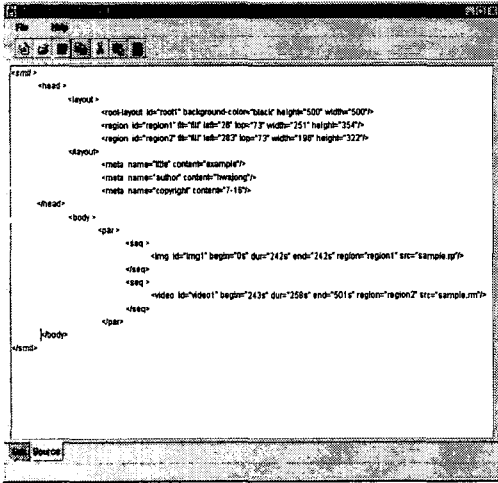 File Help
<smil >
<head >
<layout >
<root-layout id="root1" background-color="black" height="500" width="500"/>
<region id="region1" fit="fill" left="28" top="73" width="251" height="354"/>
<region id="region2" fit="fill" left="283" top="73" width="198" height="322"/>
</layout>
<meta name="title" content="example"/>
<meta name="author" content="hwajong"/>
<meta name="copyright" content="7-16"/>
</head>
<body >
<par >
<seq >
<img id="img1" begin="0s" dur="242s" end="242s" region="region1" src="sample.rp"/>
</seq>
<seq >
<video id="video1" begin="243s" dur="258s" end="501s" region="region2" src="sample.rm"/>
</seq>
</par>
</body>
</smil>
Edit Source